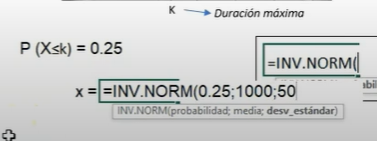 K Duración máxima
P (X≤k) = 0.25
=INV.NORM(
x = =INV.NORM(0.25;1000;50
INV.NORM(probabilidad; media; desv_estándar)